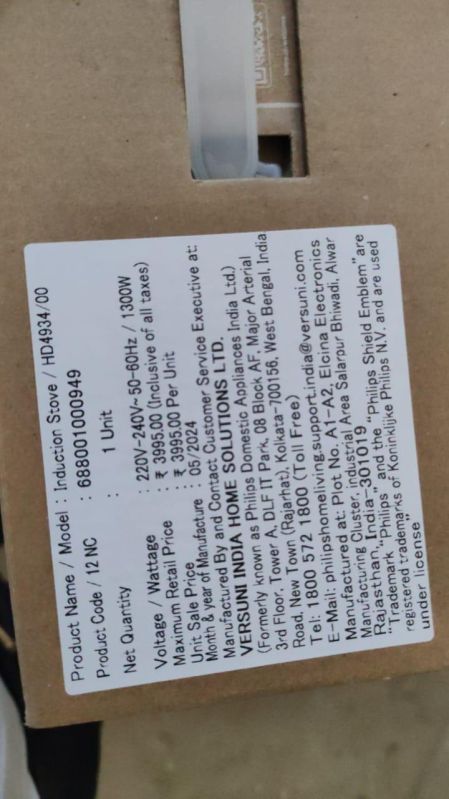 Product Name / Model : Induction Stove / HD4934/00
Product Code / 12 NC : 688001000949
Net Quantity : 1 Unit
Voltage / Wattage : 220V-240V~50-60Hz / 1300W
Maximum Retail Price : ₹ 3995.00 (Inclusive of all taxes)
Unit Sale Price : ₹ 3995.00 Per Unit
Month & year of Manufacture : 05/2024
Manufactured By and Contact Customer Service Executive at:
VERSUNI INDIA HOME SOLUTIONS LTD.
(Formerly known as Philips Domestic Appliances India Ltd.)
3rd Floor, Tower A, DLF IT Park, 08 Block AF, Major Arterial
Road, New Town (Rajarhat), Kolkata-700156, West Bengal, India
Tel: 1800 572 1800 (Toll Free)
E-Mail: philipshomeliving.support.india@versuni.com
Manufactured at: Plot No. A1-A2, Elcina Electronics
Manufacturing Cluster, industrial Area Salarpur Bhiwadi, Alwar
Rajasthan, India-301019
"Trademark "Philips" and the "Philips Shield Emblem" are
registered trademarks of Koninklijke Philips N.V. and are used
under license"